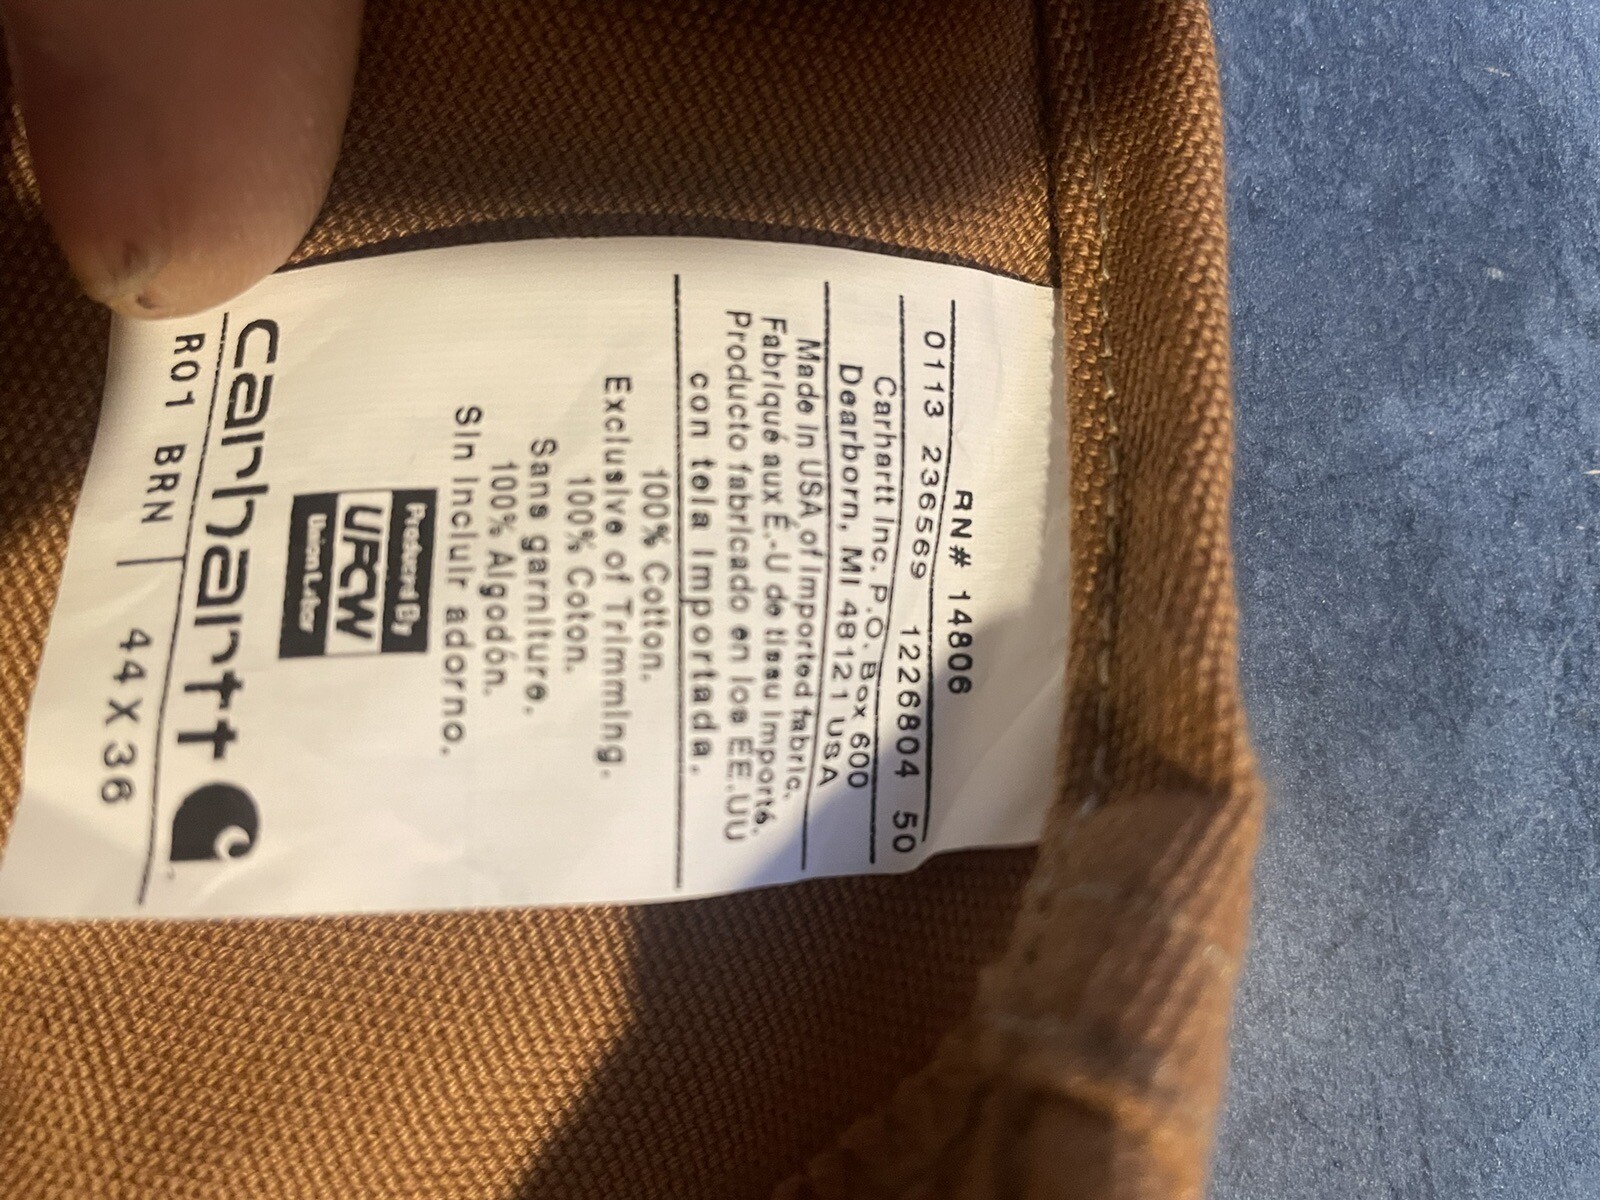 R01 BRN 44 X 36
carhartt
Produced By
UFCW
Union Labor
Sin incluir adorno.
100% Algodón.
Sans garniture.
100% Coton.
Exclusive of Trimming.
100% Cotton.
con tela importada.
Producto fabricado en los EE.UU
Fabriqué aux É.-U de tissu importé.
Made in USA of imported fabric.
Dearborn, MI 48121 USA
Carhartt Inc. P.O. Box 600
0113 236569 1226804 50
RN# 14806